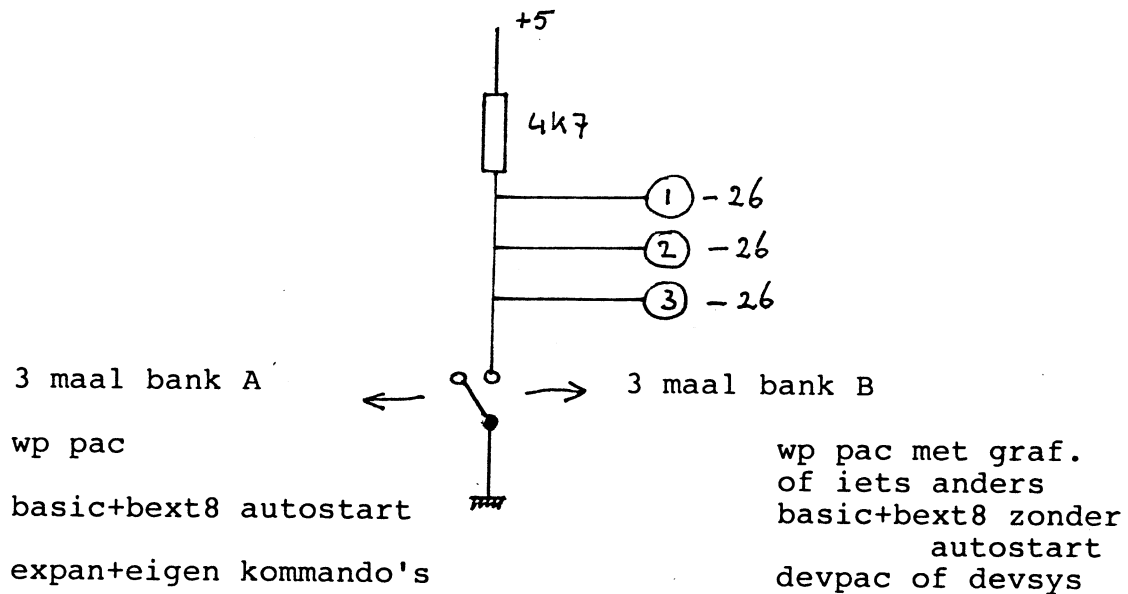 +5
4k7
1 - 26
2 - 26
3 - 26
3 maal bank A
3 maal bank B
wp pac
basic+bext8 autostart
expan+eigen kommando's
wp pac met graf.
of iets anders
basic+bext8 zonder
autostart
devpac of devsys